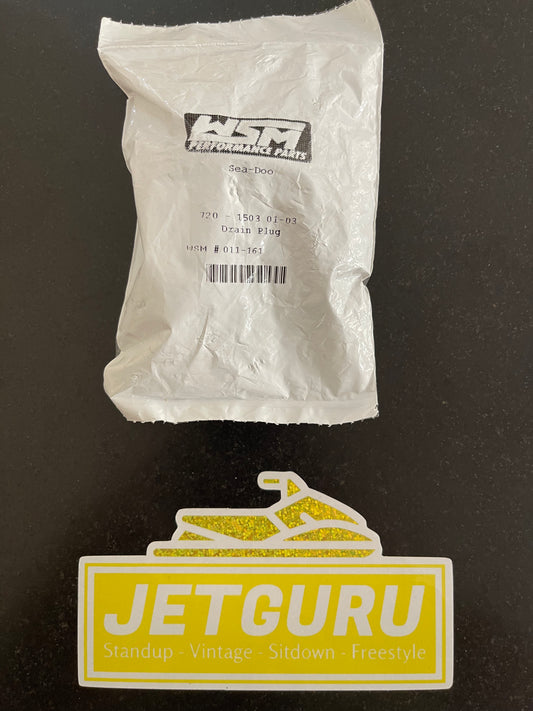 WSM
PERFORMANCE PARTS
Sea-Doo
720 - 1503 01-03
Drain Plug
WSM # 011-161
JETGURU
Standup - Vintage - Sitdown - Freestyle